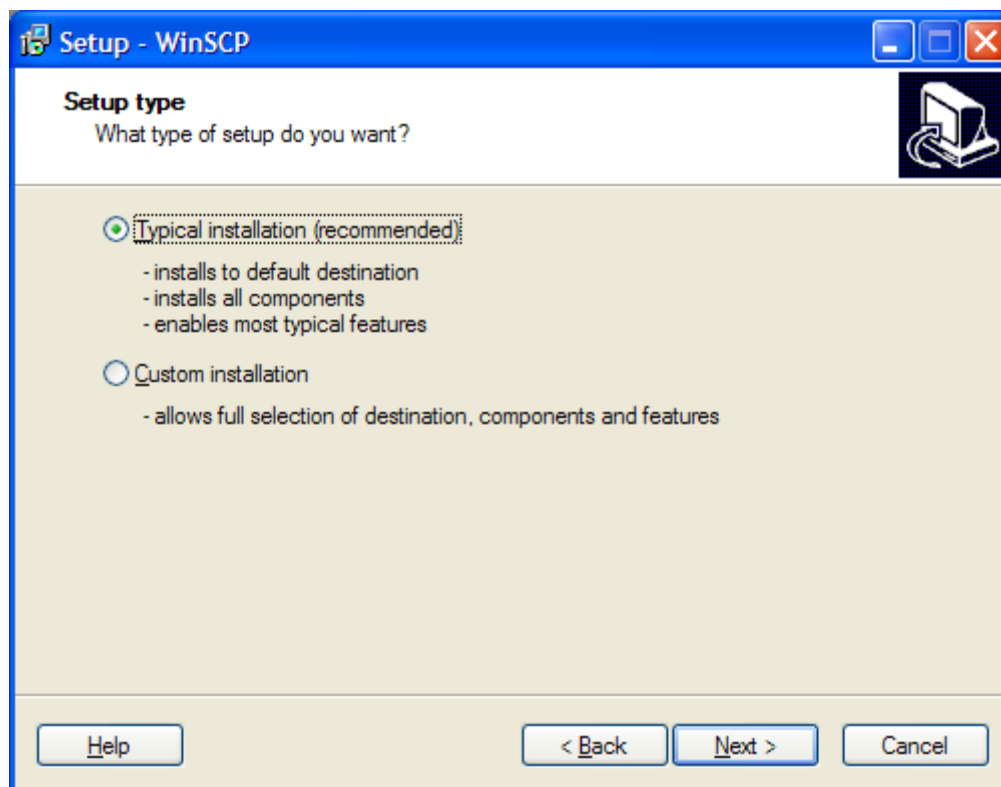 Setup - WinSCP
Setup type
What type of setup do you want?
Typical installation (recommended)
- installs to default destination
- installs all components
- enables most typical features
Custom installation
- allows full selection of destination, components and features
Help
< Back
Next >
Cancel